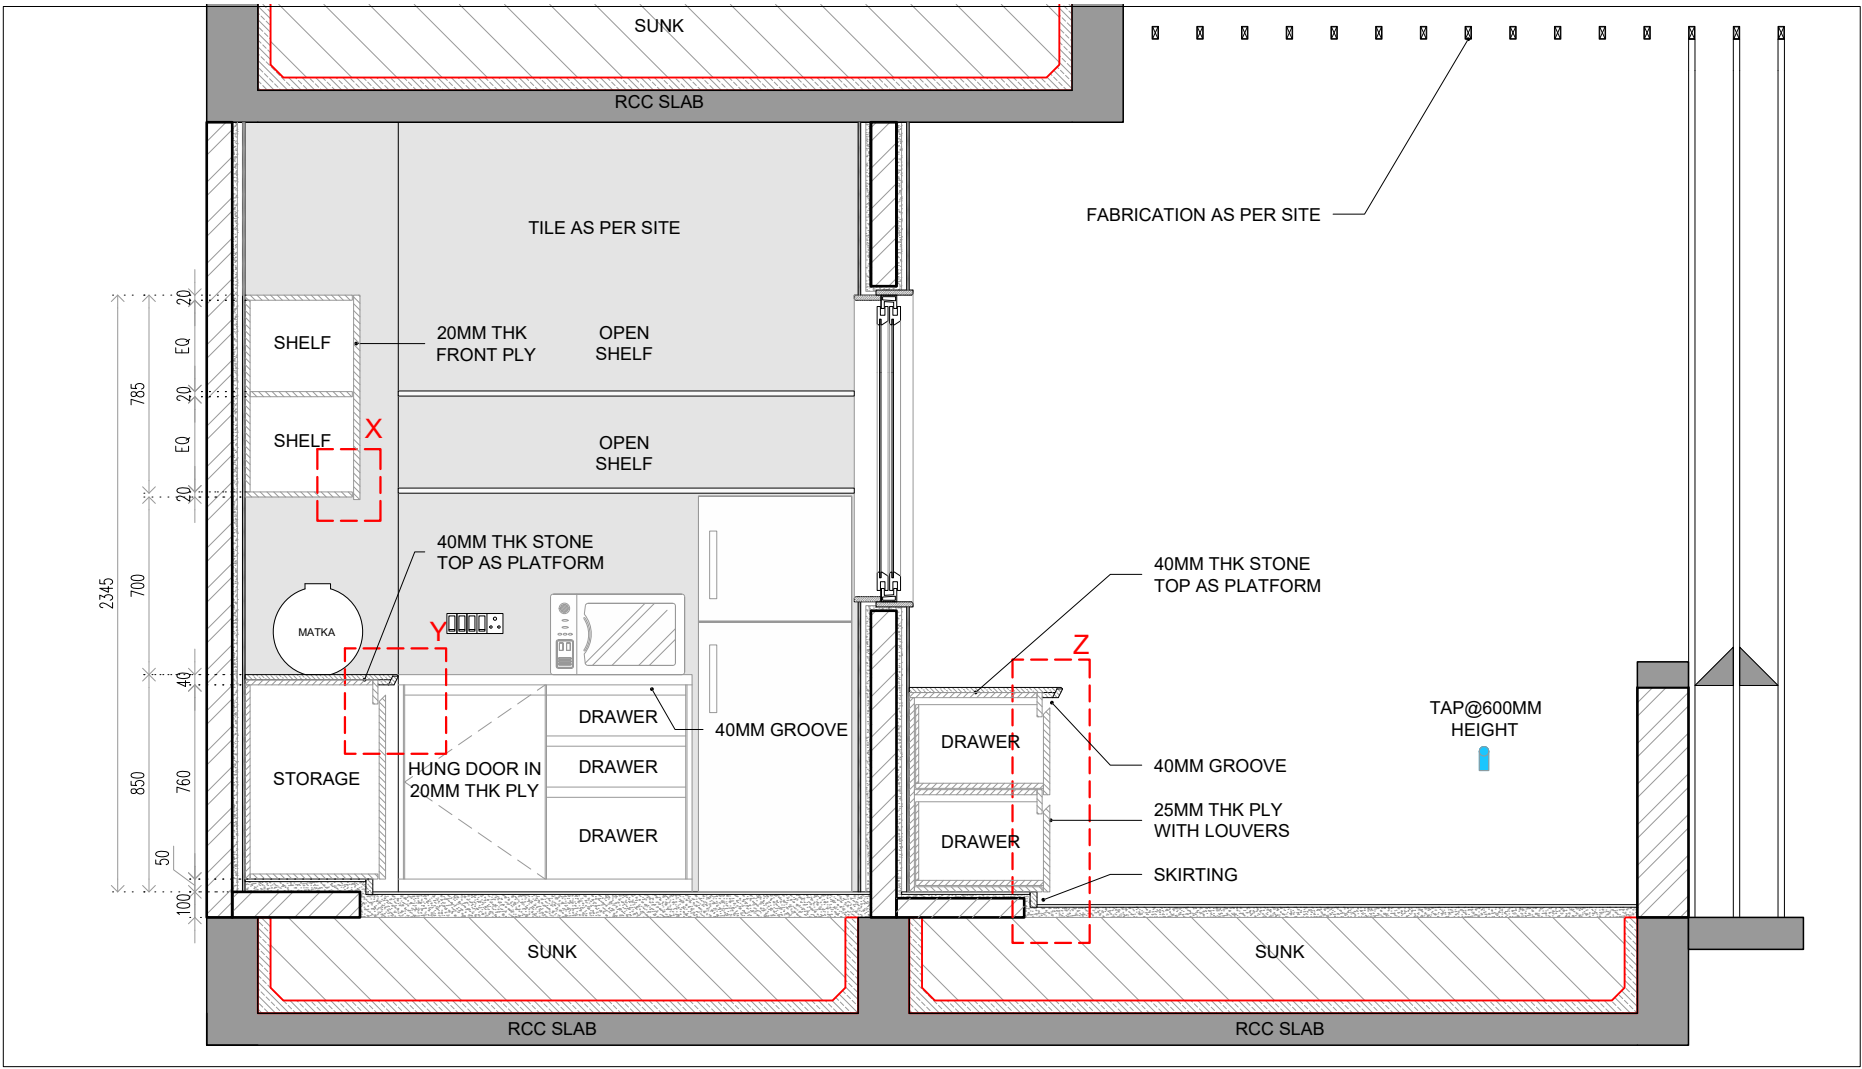 SUNK
RCC SLAB
TILE AS PER SITE
FABRICATION AS PER SITE
20
EQ
20
EQ
20
785
700
2345
40
850
760
50
100
SHELF
20MM THK
FRONT PLY
OPEN
SHELF
SHELF
X
OPEN
SHELF
40MM THK STONE
TOP AS PLATFORM
MATKA
Y
40MM THK STONE
TOP AS PLATFORM
Z
STORAGE
HUNG DOOR IN
20MM THK PLY
DRAWER
DRAWER
DRAWER
40MM GROOVE
DRAWER
DRAWER
40MM GROOVE
25MM THK PLY
WITH LOUVERS
SKIRTING
TAP@600MM
HEIGHT
SUNK
SUNK
RCC SLAB
RCC SLAB